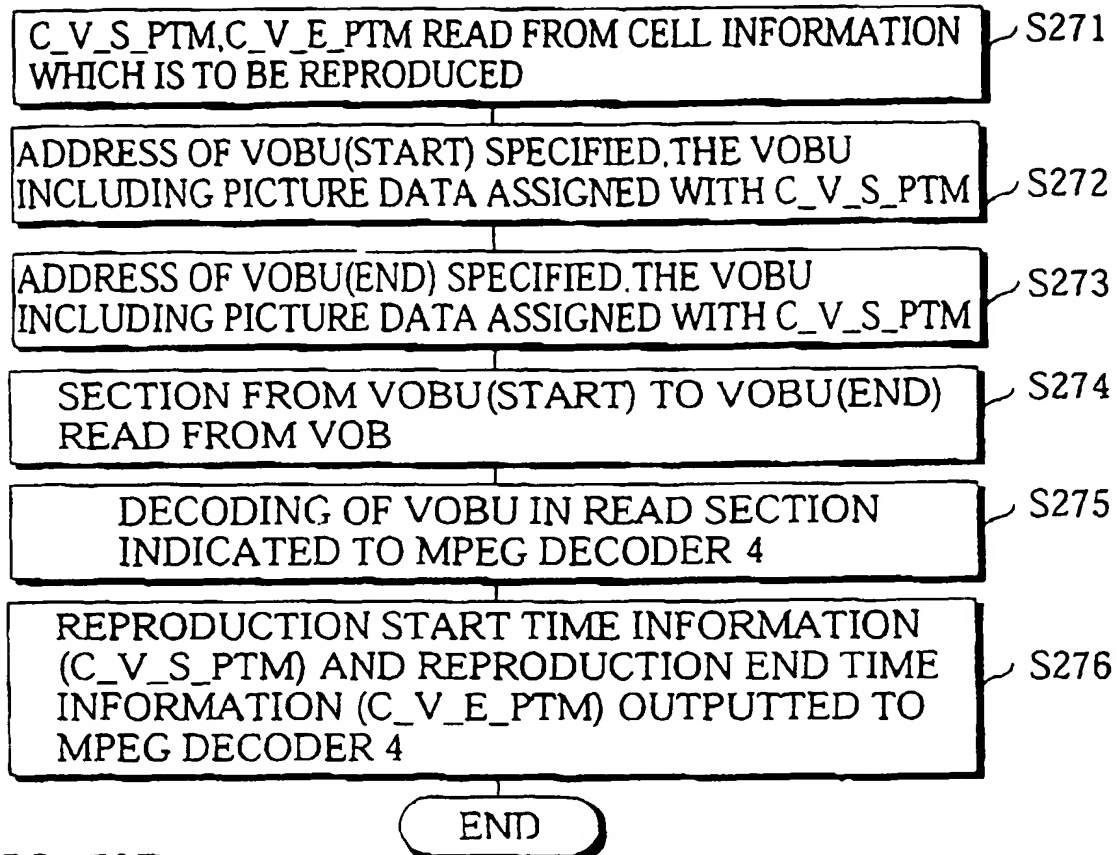 C_V_S_PTM,C_V_E_PTM READ FROM CELL INFORMATION
WHICH IS TO BE REPRODUCED
S271
ADDRESS OF VOBU(START) SPECIFIED.THE VOBU
INCLUDING PICTURE DATA ASSIGNED WITH C_V_S_PTM
S272
ADDRESS OF VOBU(END) SPECIFIED.THE VOBU
INCLUDING PICTURE DATA ASSIGNED WITH C_V_S_PTM
S273
SECTION FROM VOBU(START) TO VOBU(END)
READ FROM VOB
S274
DECODING OF VOBU IN READ SECTION
INDICATED TO MPEG DECODER 4
S275
REPRODUCTION START TIME INFORMATION
(C_V_S_PTM) AND REPRODUCTION END TIME
INFORMATION (C_V_E_PTM) OUTPUTTED TO
MPEG DECODER 4
S276
END